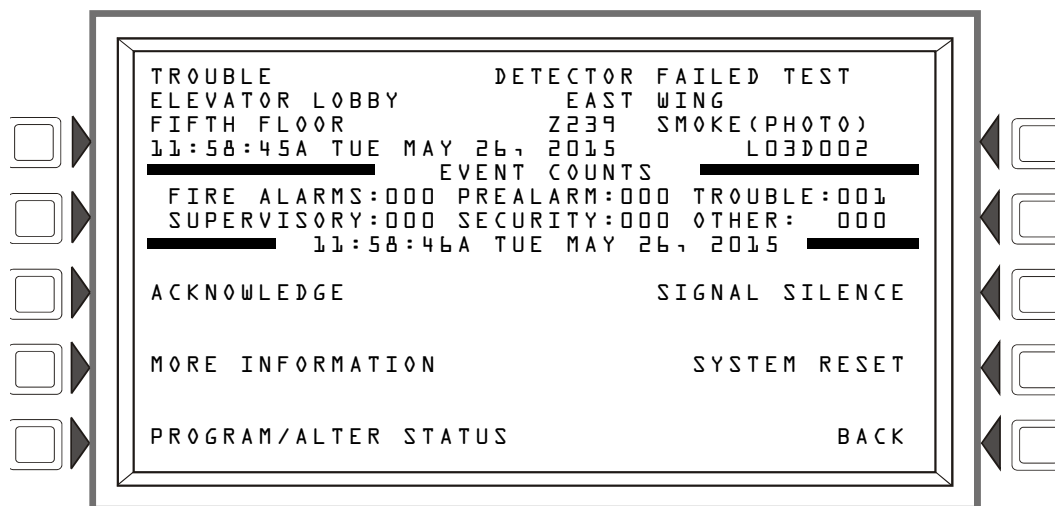 TROUBLE DETECTOR FAILED TEST
ELEVATOR LOBBY EAST WING
FIFTH FLOOR Z239 SMOKE(PHOTO)
11:58:45A TUE MAY 26, 2015 L03D002
EVENT COUNTS
FIRE ALARMS:000 PREALARM:000 TROUBLE:001
SUPERVISORY:000 SECURITY:000 OTHER: 000
11:58:46A TUE MAY 26, 2015
ACKNOWLEDGE SIGNAL SILENCE
MORE INFORMATION SYSTEM RESET
PROGRAM/ALTER STATUS BACK